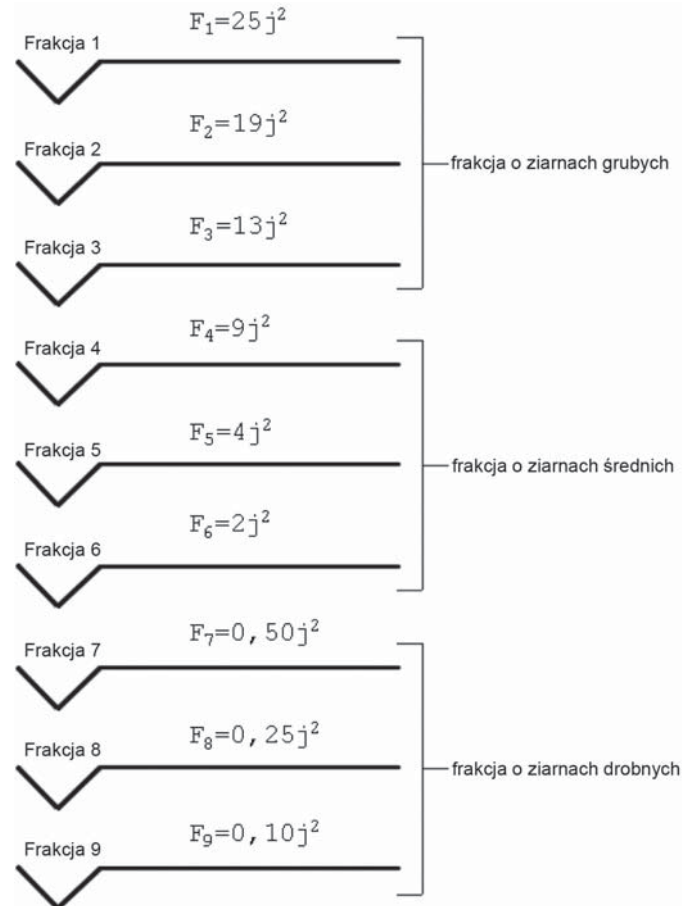 F₁=25j²
Frakcja 1
F₂=19j²
Frakcja 2
frakcja o ziarnach grubych
F₃=13j²
Frakcja 3
F₄=9j²
Frakcja 4
F₅=4j²
Frakcja 5
frakcja o ziarnach średnich
F₆=2j²
Frakcja 6
F₇=0,50j²
Frakcja 7
F₈=0,25j²
Frakcja 8
frakcja o ziarnach drobnych
F₉=0,10j²
Frakcja 9